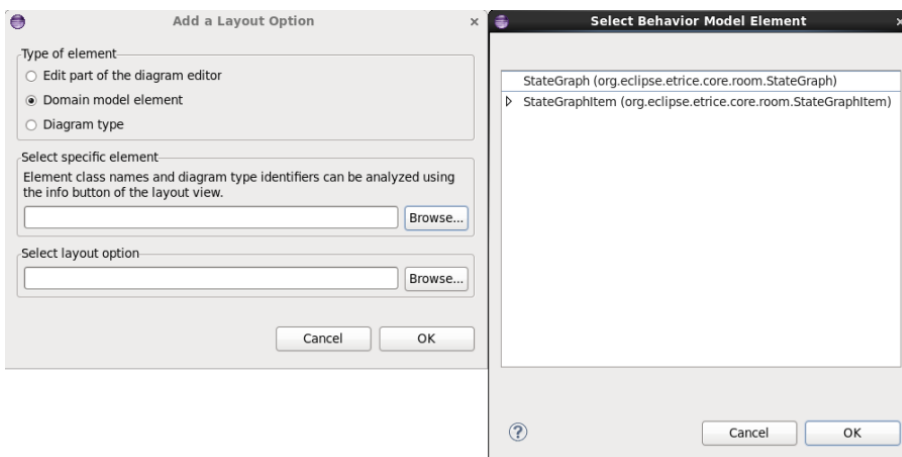 Add a Layout Option
Type of element
Edit part of the diagram editor
Domain model element
Diagram type
Select specific element
Element class names and diagram type identifiers can be analyzed using
the info button of the layout view.
Browse...
Select layout option
Browse...
Cancel
OK
Select Behavior Model Element
StateGraph (org.eclipse.etrice.core.room.StateGraph)
StateGraphItem (org.eclipse.etrice.core.room.StateGraphItem)
?
Cancel
OK